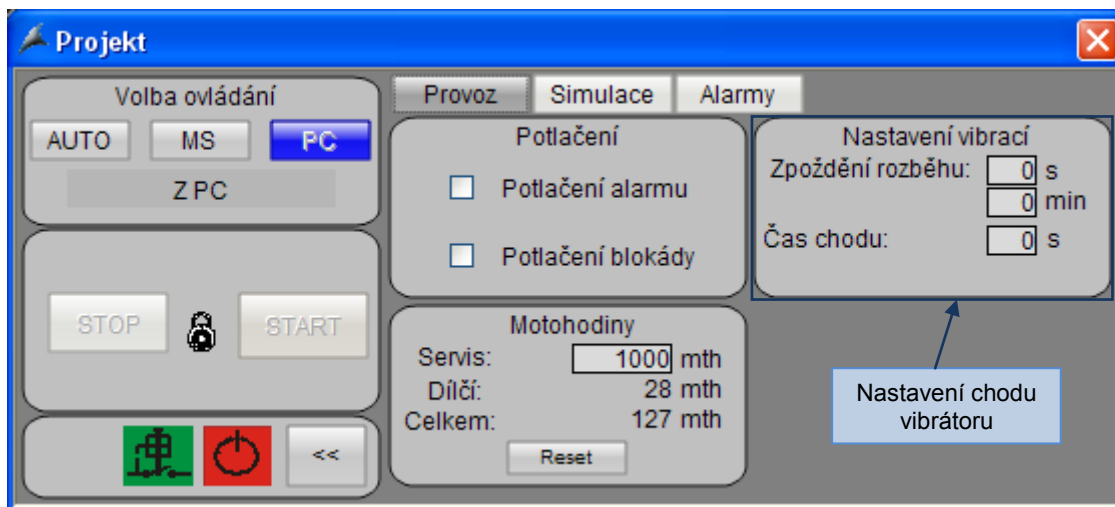 Projekt
Volba ovládání
AUTO MS PC
Z PC
STOP START
<<
Provoz Simulace Alarmy
Potlačení
Potlačení alarmu
Potlačení blokády
Motohodiny
Servis: 1000 mth
Dílčí: 28 mth
Celkem: 127 mth
Reset
Nastavení vibrací
Zpoždění rozběhu: 0 s
0 min
Čas chodu: 0 s
Nastavení chodu
vibrátoru